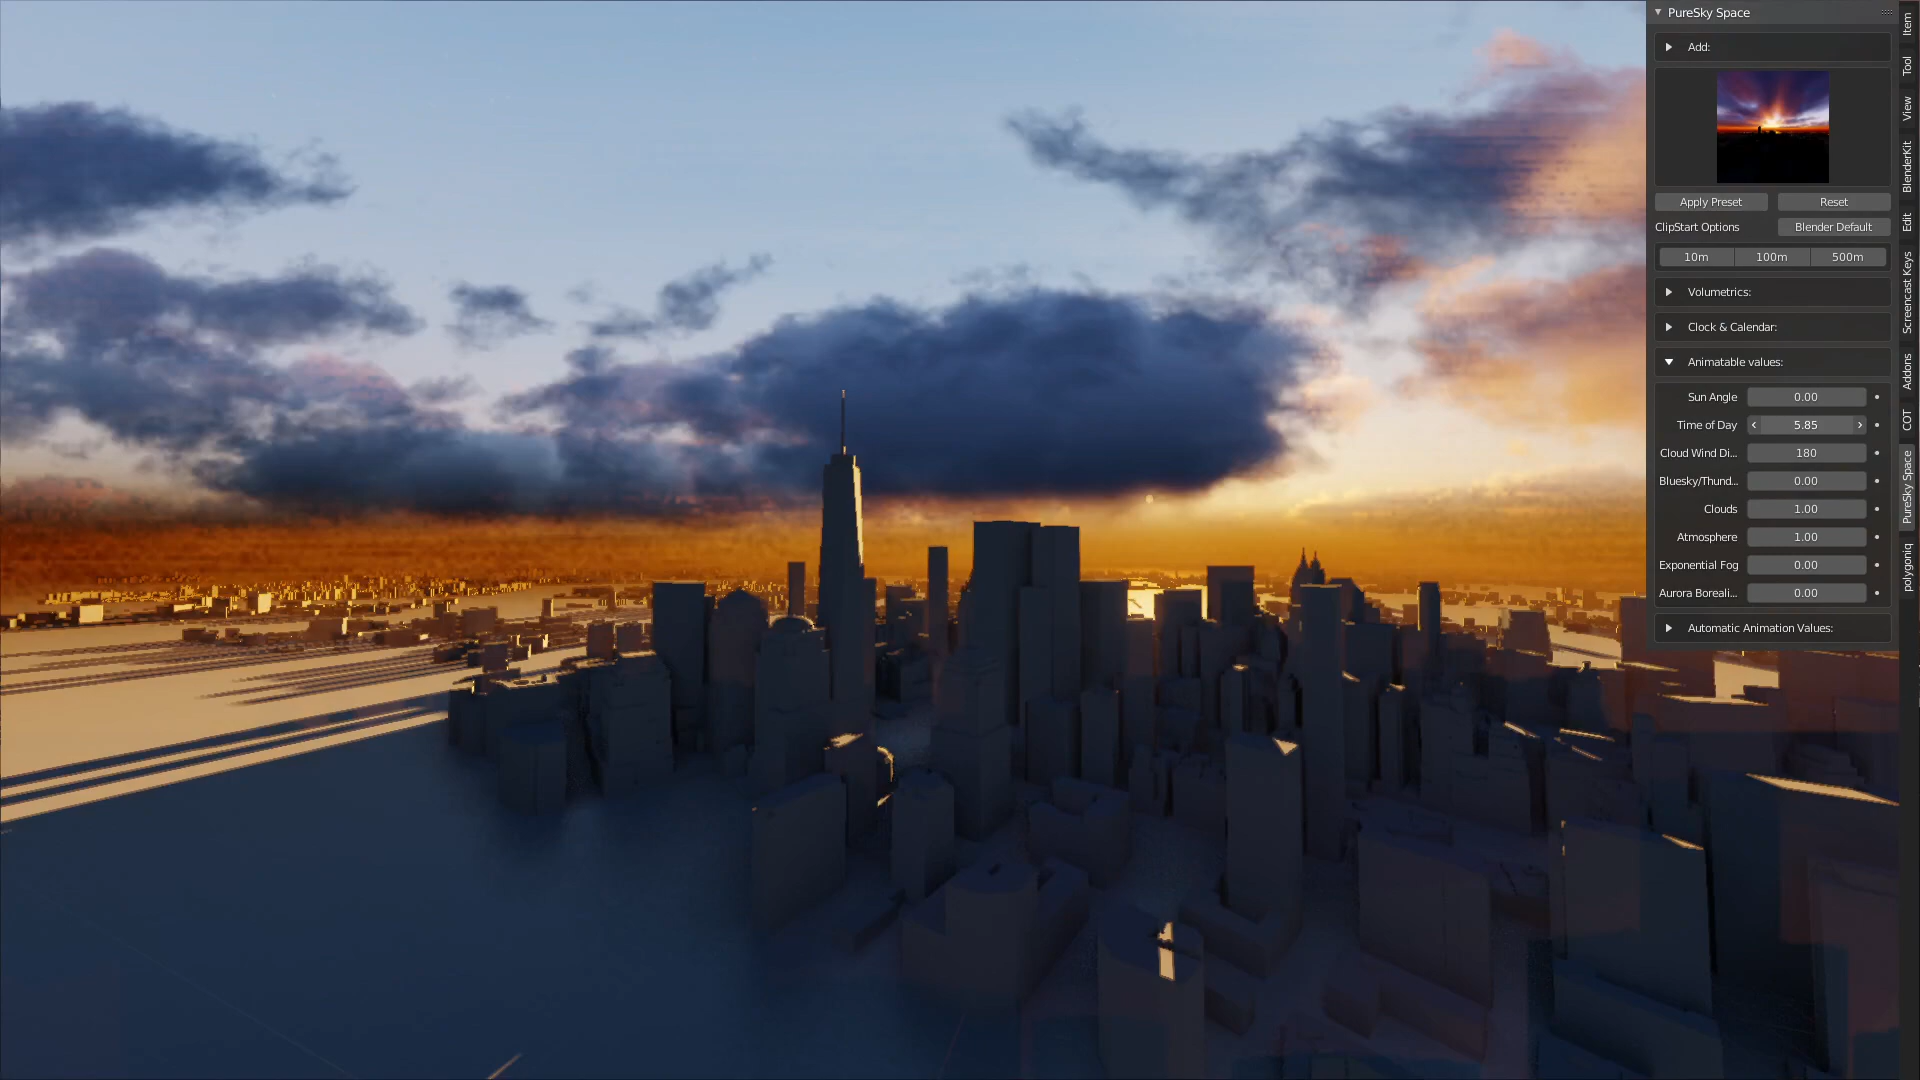 PureSky Space
Add:
Apply Preset
Reset
ClipStart Options
Blender Default
10m
100m
500m
Volumetrics:
Clock & Calendar:
Animatable values:
Sun Angle 0.00
Time of Day 5.85
Cloud Wind Di... 180
Bluesky/Thund... 0.00
Clouds 1.00
Atmosphere 1.00
Exponential Fog 0.00
Aurora Boreali... 0.00
Automatic Animation Values:
Item
Tool
View
BlenderKit
Edit
Screencast Keys
Addons
COT
PureSky Space
polygoniq